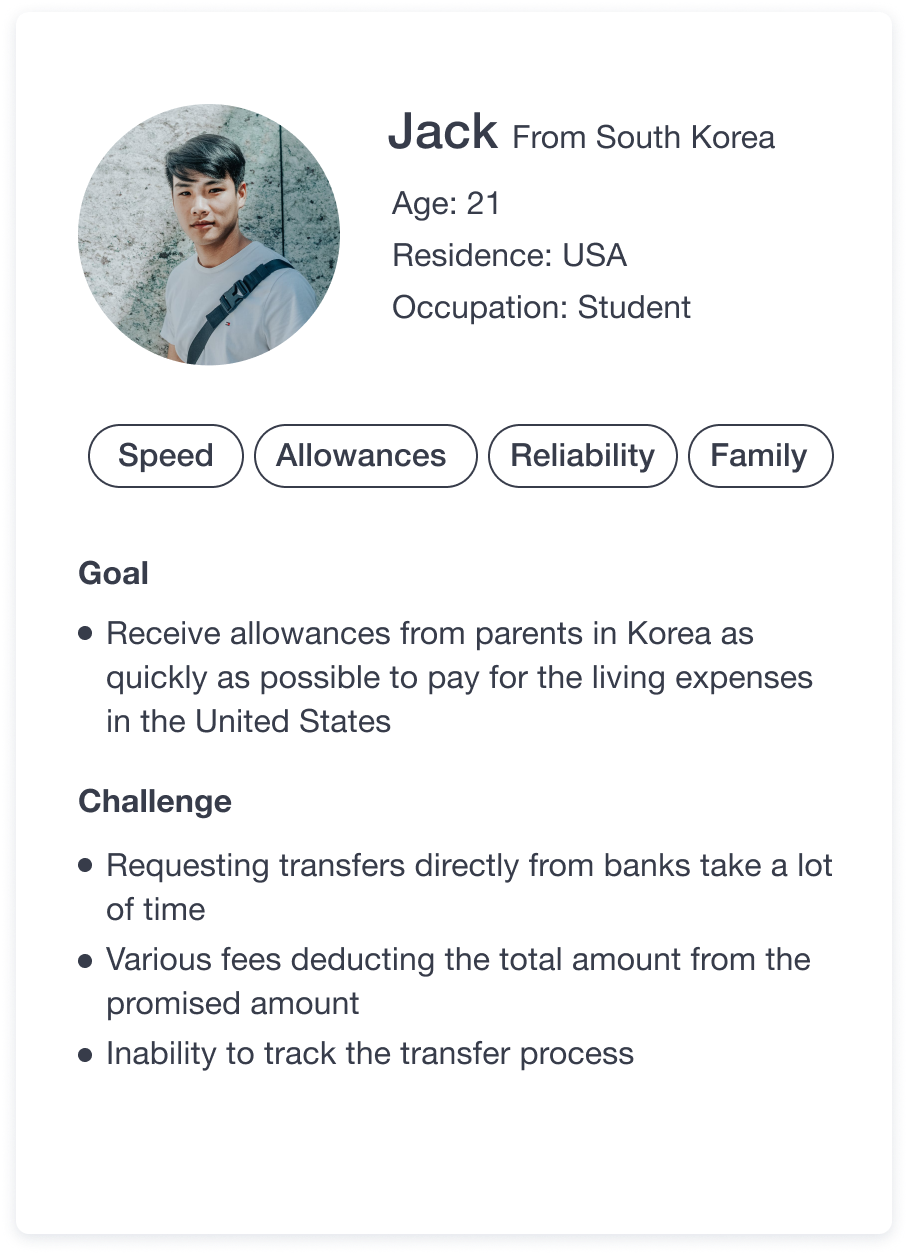 Jack From South Korea
Age: 21
Residence: USA
Occupation: Student
Speed Allowances Reliability Family
Goal
● Receive allowances from parents in Korea as
quickly as possible to pay for the living expenses
in the United States
Challenge
● Requesting transfers directly from banks take a lot
of time
● Various fees deducting the total amount from the
promised amount
● Inability to track the transfer process